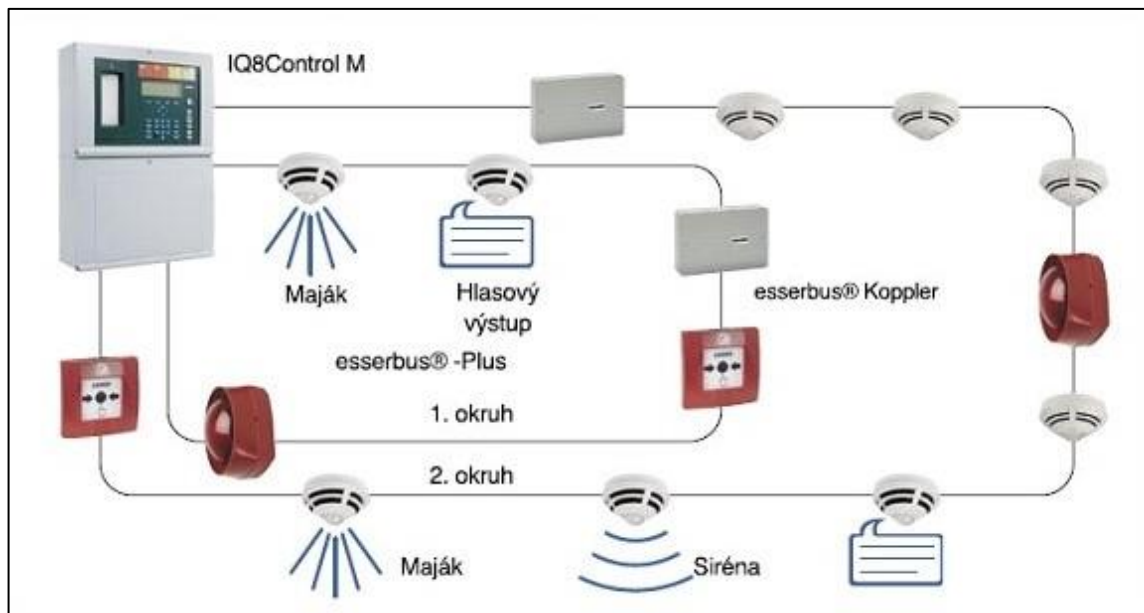 IQ8Control M
Maják
Hlasový
výstup
esserbus® Koppler
esserbus® -Plus
1. okruh
2. okruh
Maják
Siréna